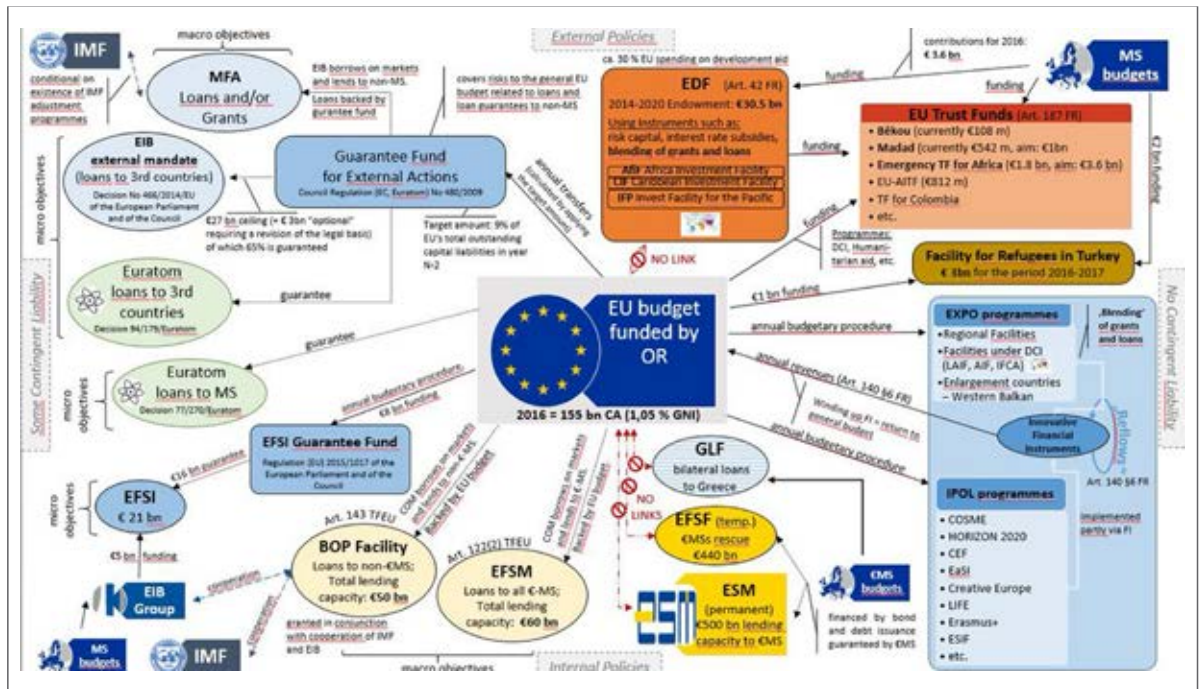 IMF
macro objectives
External Policies
conditional on
existence of IMF
adjustment
programmes
MFA
Loans and/or
Grants
EIB borrows on markets
and lends to non-MS.
Loans backed by
gurantee fund
covers risks to the general EU
budget related to loans and
loan guarantees to non-MS
ca. 30 % EU spending on development aid
EDF (Art. 42 FR)
2014-2020 Endowment: €30.5 bn
Using instruments such as:
risk capital, interest rate subsidies,
blending of grants and loans
AfIF Africa Investment Facility
CIF Caribbean Investment Facility
IFP Invest Facility for the Pacific
contributions for 2016:
€ 3.6 bn
funding
funding
MS
budgets
EU Trust Funds (Art. 187 FR)
• Békou (currently €108 m)
• Madad (currently €542 m, aim: €1bn)
• Emergency TF for Africa (€1.8 bn, aim: €3.6 bn)
• EU-AITF (€812 m)
• TF for Colombia
• etc.
funding
funding
€2 bn funding
Programmes:
DCI, Humani-
tarian aid, etc.
Facility for Refugees in Turkey
€ 3bn for the period 2016-2017
€1 bn funding
micro objectives
EIB
external mandate
(loans to 3rd countries)
Decision No 466/2014/EU
of the European Parliament
and of the Council
Guarantee Fund
for External Actions
Council Regulation (EC, Euratom) No 480/2009
annual transfers
(calculated by applying
the target amount)
€27 bn ceiling (+ € 3bn "optional"
requiring a revision of the legal basis)
of which 65% is guaranteed
Target amount: 9% of
EU's total outstanding
capital liabilities in year
N-2
Some Contingent Liability
No Contingent Liability
Euratom
loans to 3rd
countries
Decision 94/179/Euratom
guarantee
guarantee
NO LINK
EU budget
funded by
OR
2016 = 155 bn CA (1,05 % GNI)
micro
objectives
Euratom
loans to MS
Decision 77/270/Euratom
annual budgetary procedure
€8 bn funding
EFSI Guarantee Fund
Regulation (EU) 2015/1017 of the
European Parliament and of the
Council
€16 bn guarantee
micro
objectives
EFSI
€ 21 bn
€5 bn funding
EIB
Group
MS
budgets
IMF
cooperation
cooperation
COM borrows on markets
and lends to non-€-MS
Backed by EU budget
Art. 143 TFEU
BOP Facility
Loans to non-€MS;
Total lending
capacity: €50 bn
granted in conjunction
with cooperation of IMF
and EIB
COM borrows on markets
and lends to €-MS.
Backed by EU budget
Art. 122(2) TFEU
EFSM
Loans to all €-MS;
Total lending
capacity: €60 bn
macro objectives
Internal Policies
NO
LINKS
GLF
bilateral loans
to Greece
EFSF (temp.)
€MSs rescue
€440 bn
ESM
ESM
(permanent)
€500 bn lending
capacity to €MS
€MS
budgets
financed by bond
and debt issuance
guaranteed by €MS
annual budgetary procedure
annual revenues (Art. 140 §6 FR)
Winding up FI = return to
general budget
annual budgetary procedure
EXPO programmes
•Regional Facilities
•Facilities under DCI
(LAIF, AIF, IFCA)
•Enlargement countries
– Western Balkan
'Blending'
of grants
and loans
Innovative
Financial
Instruments
Art. 140 §6 FR
IPOL programmes
Implemented
partly via FI
• COSME
• HORIZON 2020
• CEF
• EaSI
• Creative Europe
• LIFE
• Erasmus+
• ESIF
• etc.